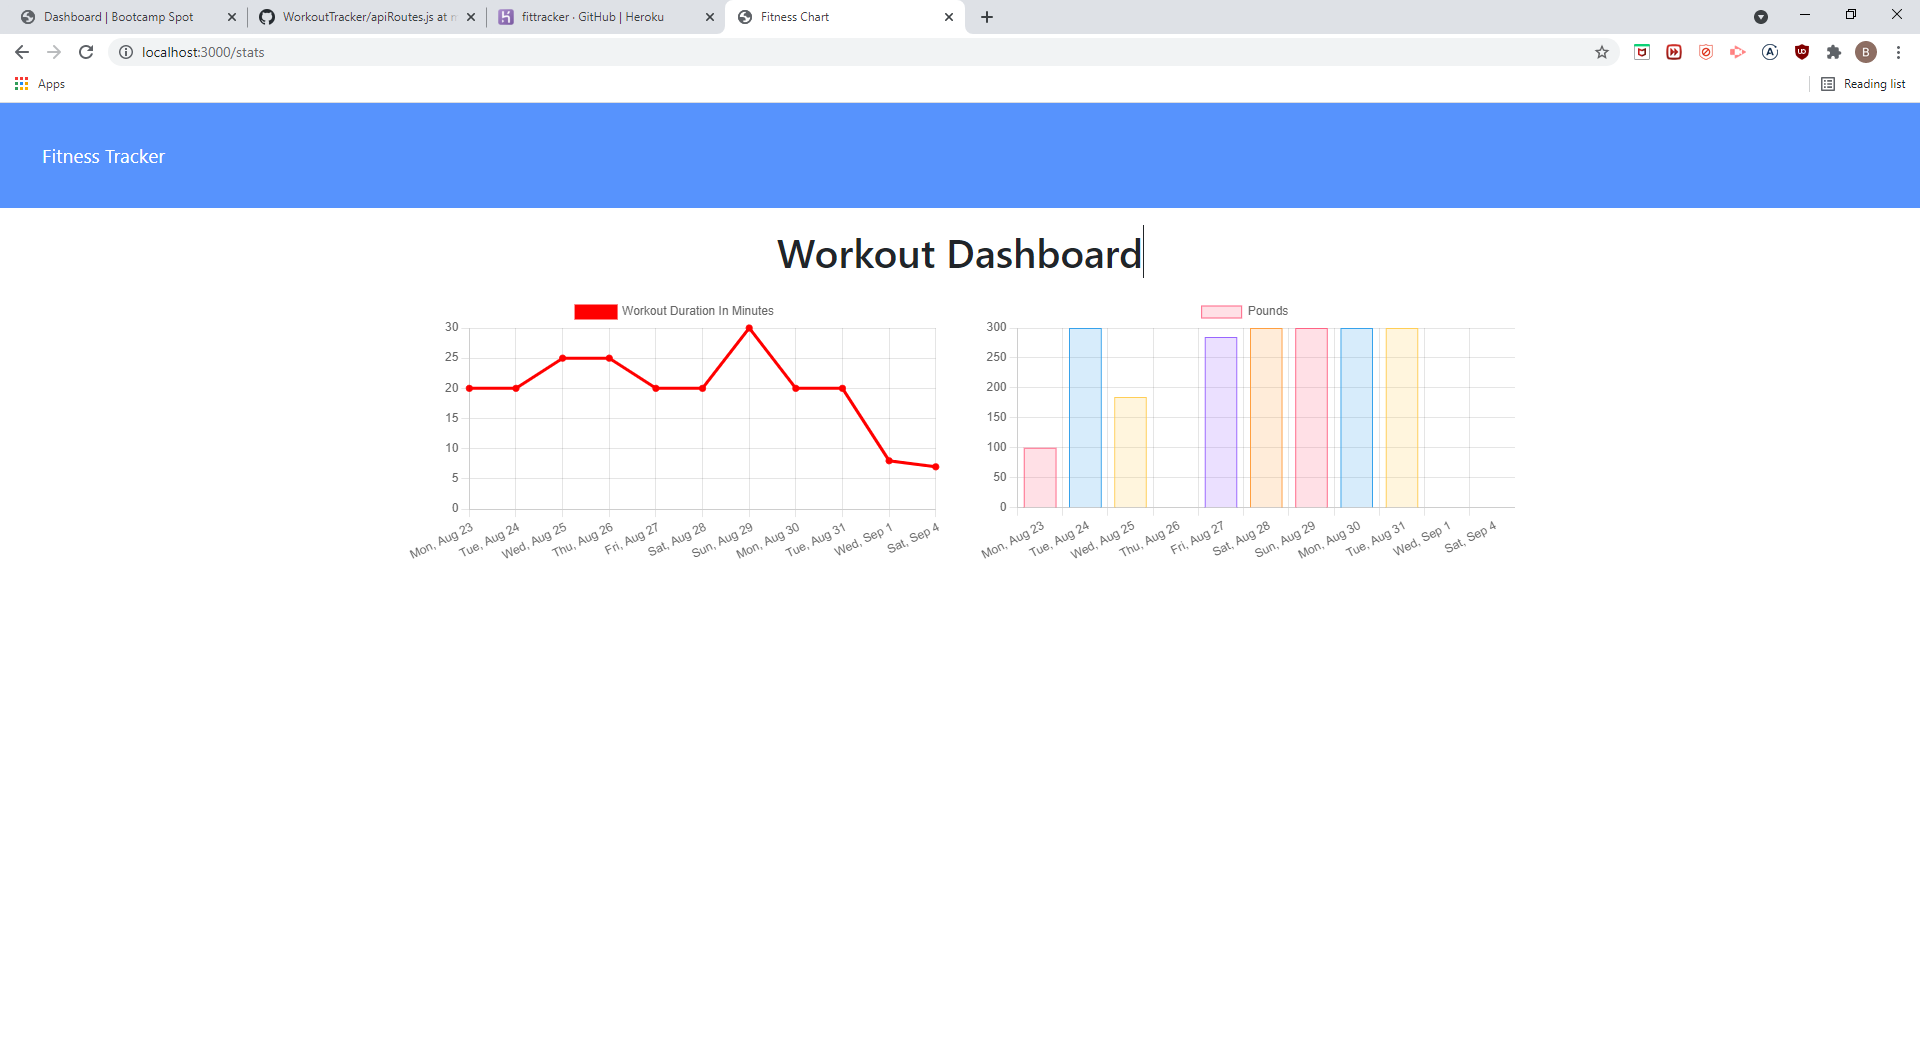 Dashboard | Bootcamp Spot
WorkoutTracker/apiRoutes.js at m
fittracker · GitHub | Heroku
Fitness Chart
localhost:3000/stats
B
Apps
Reading list
Fitness Tracker
Workout Dashboard
Workout Duration In Minutes
30
25
20
15
10
5
0
Mon, Aug 23
Tue, Aug 24
Wed, Aug 25
Thu, Aug 26
Fri, Aug 27
Sat, Aug 28
Sun, Aug 29
Mon, Aug 30
Tue, Aug 31
Wed, Sep 1
Sat, Sep 4
Pounds
300
250
200
150
100
50
0
Mon, Aug 23
Tue, Aug 24
Wed, Aug 25
Thu, Aug 26
Fri, Aug 27
Sat, Aug 28
Sun, Aug 29
Mon, Aug 30
Tue, Aug 31
Wed, Sep 1
Sat, Sep 4